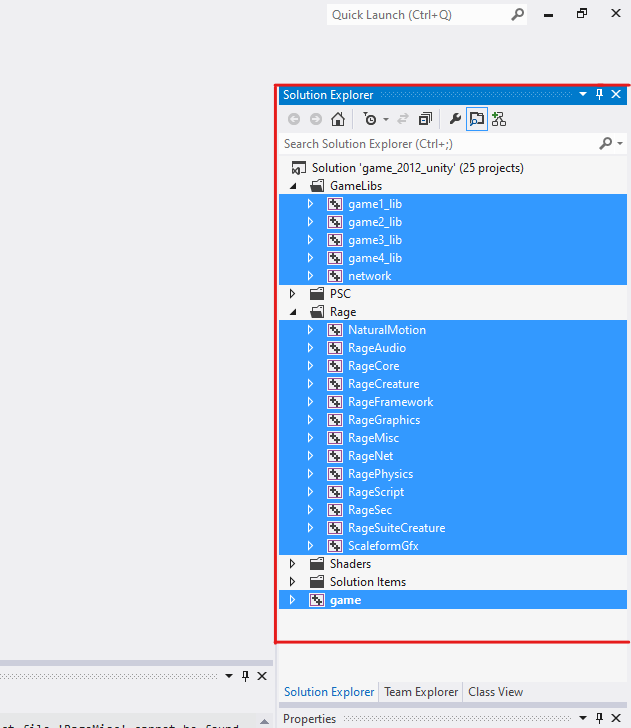 Quick Launch (Ctrl+Q)
Solution Explorer
Search Solution Explorer (Ctrl+;)
Solution 'game_2012_unity' (25 projects)
GameLibs
game1_lib
game2_lib
game3_lib
game4_lib
network
PSC
Rage
NaturalMotion
RageAudio
RageCore
RageCreature
RageFramework
RageGraphics
RageMisc
RageNet
RagePhysics
RageScript
RageSec
RageSuiteCreature
ScaleformGfx
Shaders
Solution Items
game
Solution Explorer Team Explorer Class View
Properties